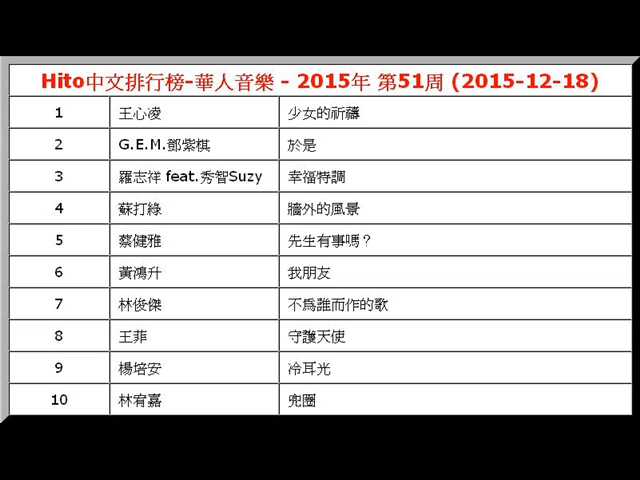 Hito中文排行榜-華人音樂 - 2015年 第51周 (2015-12-18)
1 王心凌 少女的祈禱
2 G.E.M.鄧紫棋 於是
3 羅志祥 feat.秀智Suzy 幸福特調
4 蘇打綠 牆外的風景
5 蔡健雅 先生有事嗎？
6 黃鴻升 我朋友
7 林俊傑 不為誰而作的歌
8 王菲 守護天使
9 楊培安 冷耳光
10 林宥嘉 兜圈